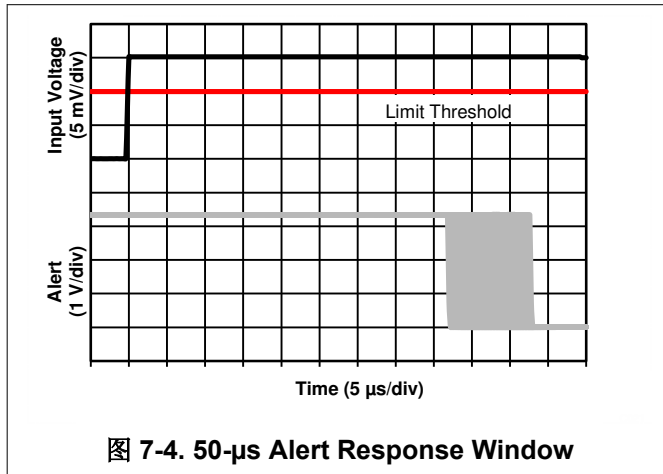 Input Voltage
(5 mV/div)
Limit Threshold
Alert
(1 V/div)
Time (5 µs/div)
图 7-4. 50-µs Alert Response Window